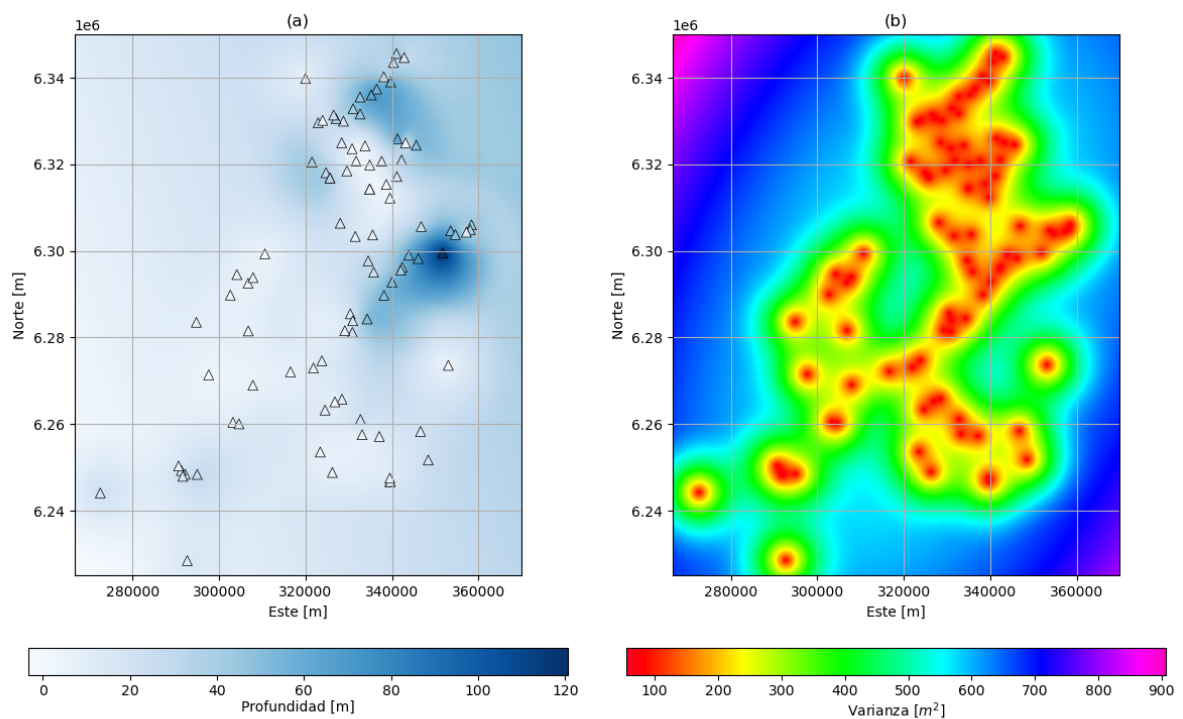 (a)
1e6
6.34
6.32
6.30
6.28
6.26
6.24
Norte [m]
280000 300000 320000 340000 360000
Este [m]
0 20 40 60 80 100 120
Profundidad [m]
(b)
1e6
6.34
6.32
6.30
6.28
6.26
6.24
Norte [m]
280000 300000 320000 340000 360000
Este [m]
100 200 300 400 500 600 700 800 900
Varianza [m²]